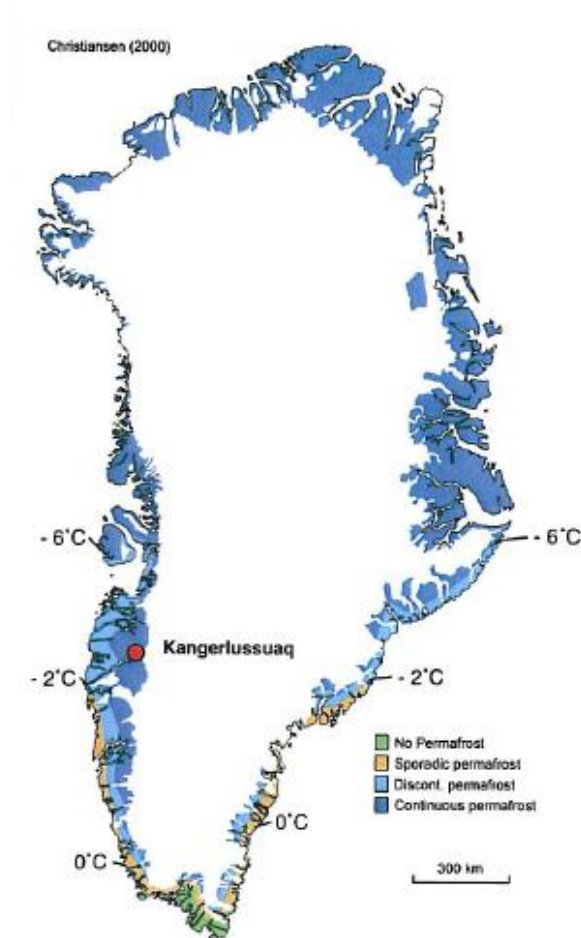 Christiansen (2000)
- 6°C
- 6°C
Kangerlussuaq
- 2°C
- 2°C
No Permafrost
Sporadic permafrost
Discont. permafrost
Continuous permafrost
0°C
0°C
300 km